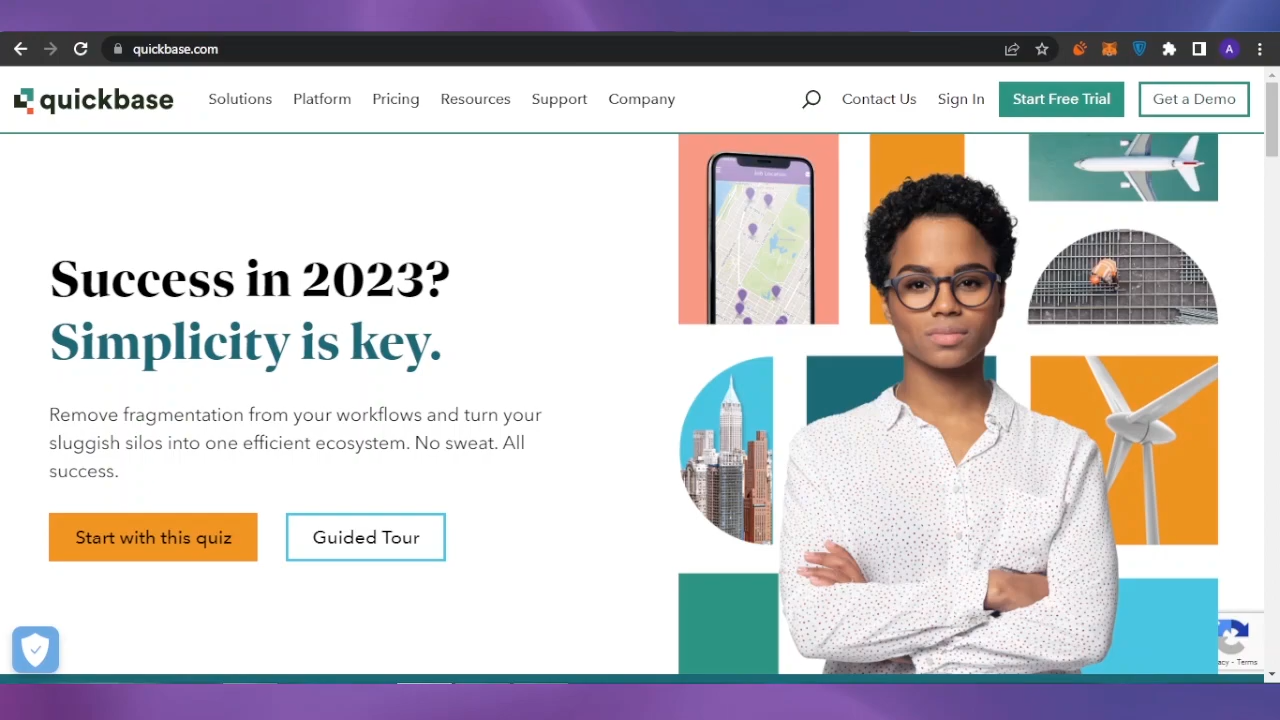 quickbase.com
A
quickbase
Solutions
Platform
Pricing
Resources
Support
Company
Contact Us
Sign In
Start Free Trial
Get a Demo
Success in 2023?
Simplicity is key.
Remove fragmentation from your workflows and turn your
sluggish silos into one efficient ecosystem. No sweat. All
success.
Start with this quiz
Guided Tour
acy - Terms